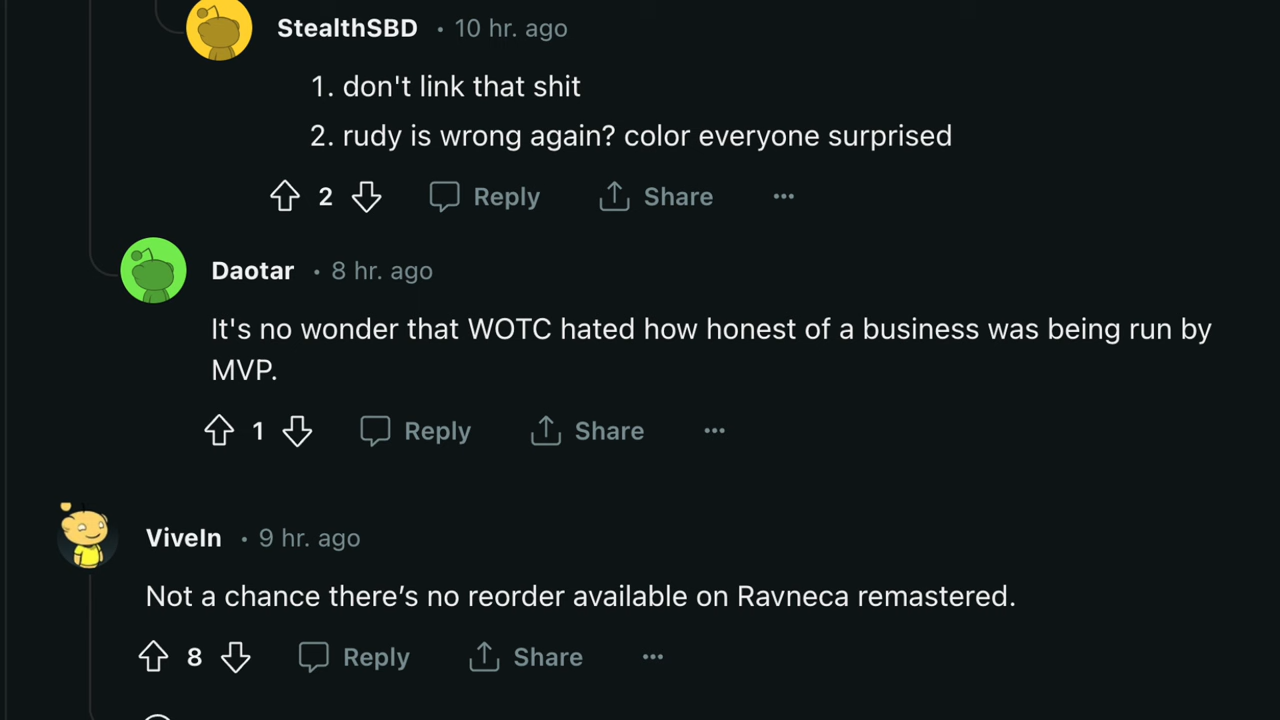 StealthSBD • 10 hr. ago
1. don't link that shit
2. rudy is wrong again? color everyone surprised
2 Reply Share ...
Daotar • 8 hr. ago
It's no wonder that WOTC hated how honest of a business was being run by
MVP.
1 Reply Share ...
ViveIn • 9 hr. ago
Not a chance there’s no reorder available on Ravneca remastered.
8 Reply Share ...